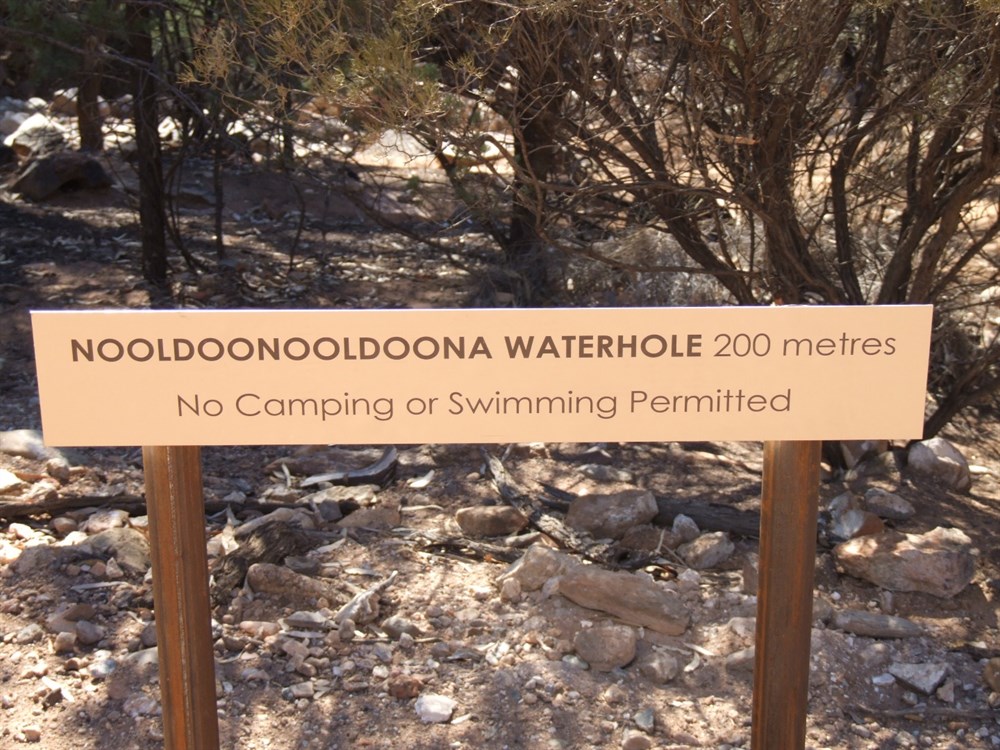 NOOLDOONOOLDOONA WATERHOLE 200 metres
No Camping or Swimming Permitted